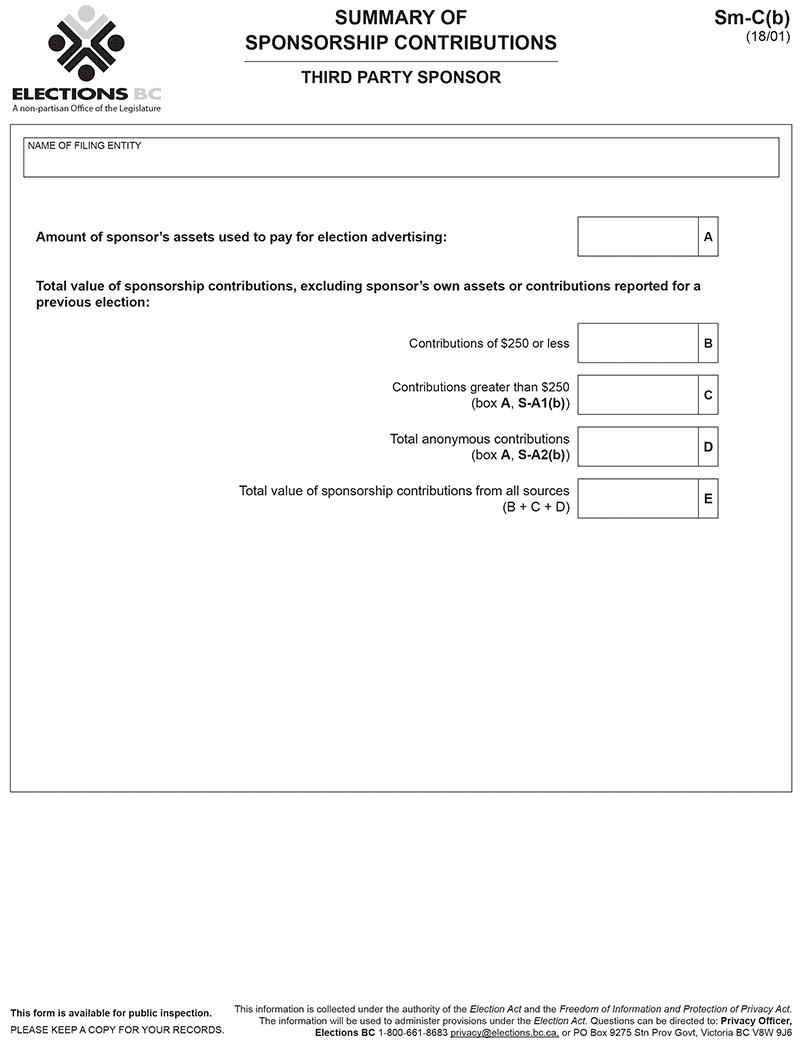 SUMMARY OF
SPONSORSHIP CONTRIBUTIONS
THIRD PARTY SPONSOR
Sm-C(b)
(18/01)
ELECTIONS BC
A non-partisan Office of the Legislature
NAME OF FILING ENTITY
Amount of sponsor’s assets used to pay for election advertising:
A
Total value of sponsorship contributions, excluding sponsor’s own assets or contributions reported for a
previous election:
Contributions of $250 or less
B
Contributions greater than $250
(box A, S-A1(b))
C
Total anonymous contributions
(box A, S-A2(b))
D
Total value of sponsorship contributions from all sources
(B + C + D)
E
This form is available for public inspection.
PLEASE KEEP A COPY FOR YOUR RECORDS.
This information is collected under the authority of the Election Act and the Freedom of Information and Protection of Privacy Act.
The information will be used to administer provisions under the Election Act. Questions can be directed to: Privacy Officer,
Elections BC 1-800-661-8683 privacy@elections.bc.ca, or PO Box 9275 Stn Prov Govt, Victoria BC V8W 9J6